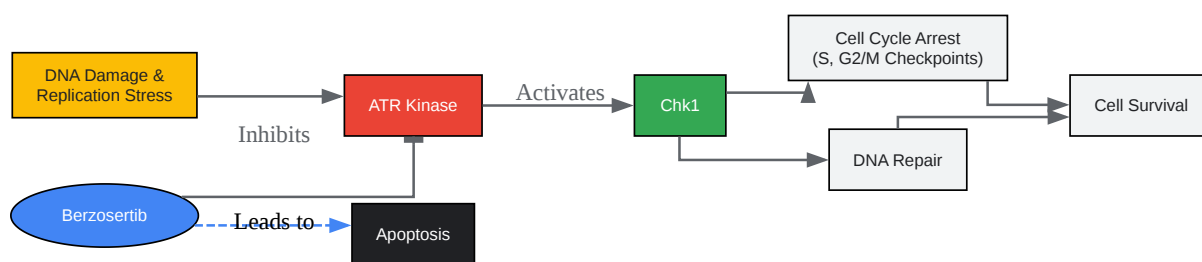 DNA Damage &
Replication Stress
Inhibits
ATR Kinase
Activates
Chk1
Cell Cycle Arrest
(S, G2/M Checkpoints)
DNA Repair
Cell Survival
Berzosertib
Leads to
Apoptosis